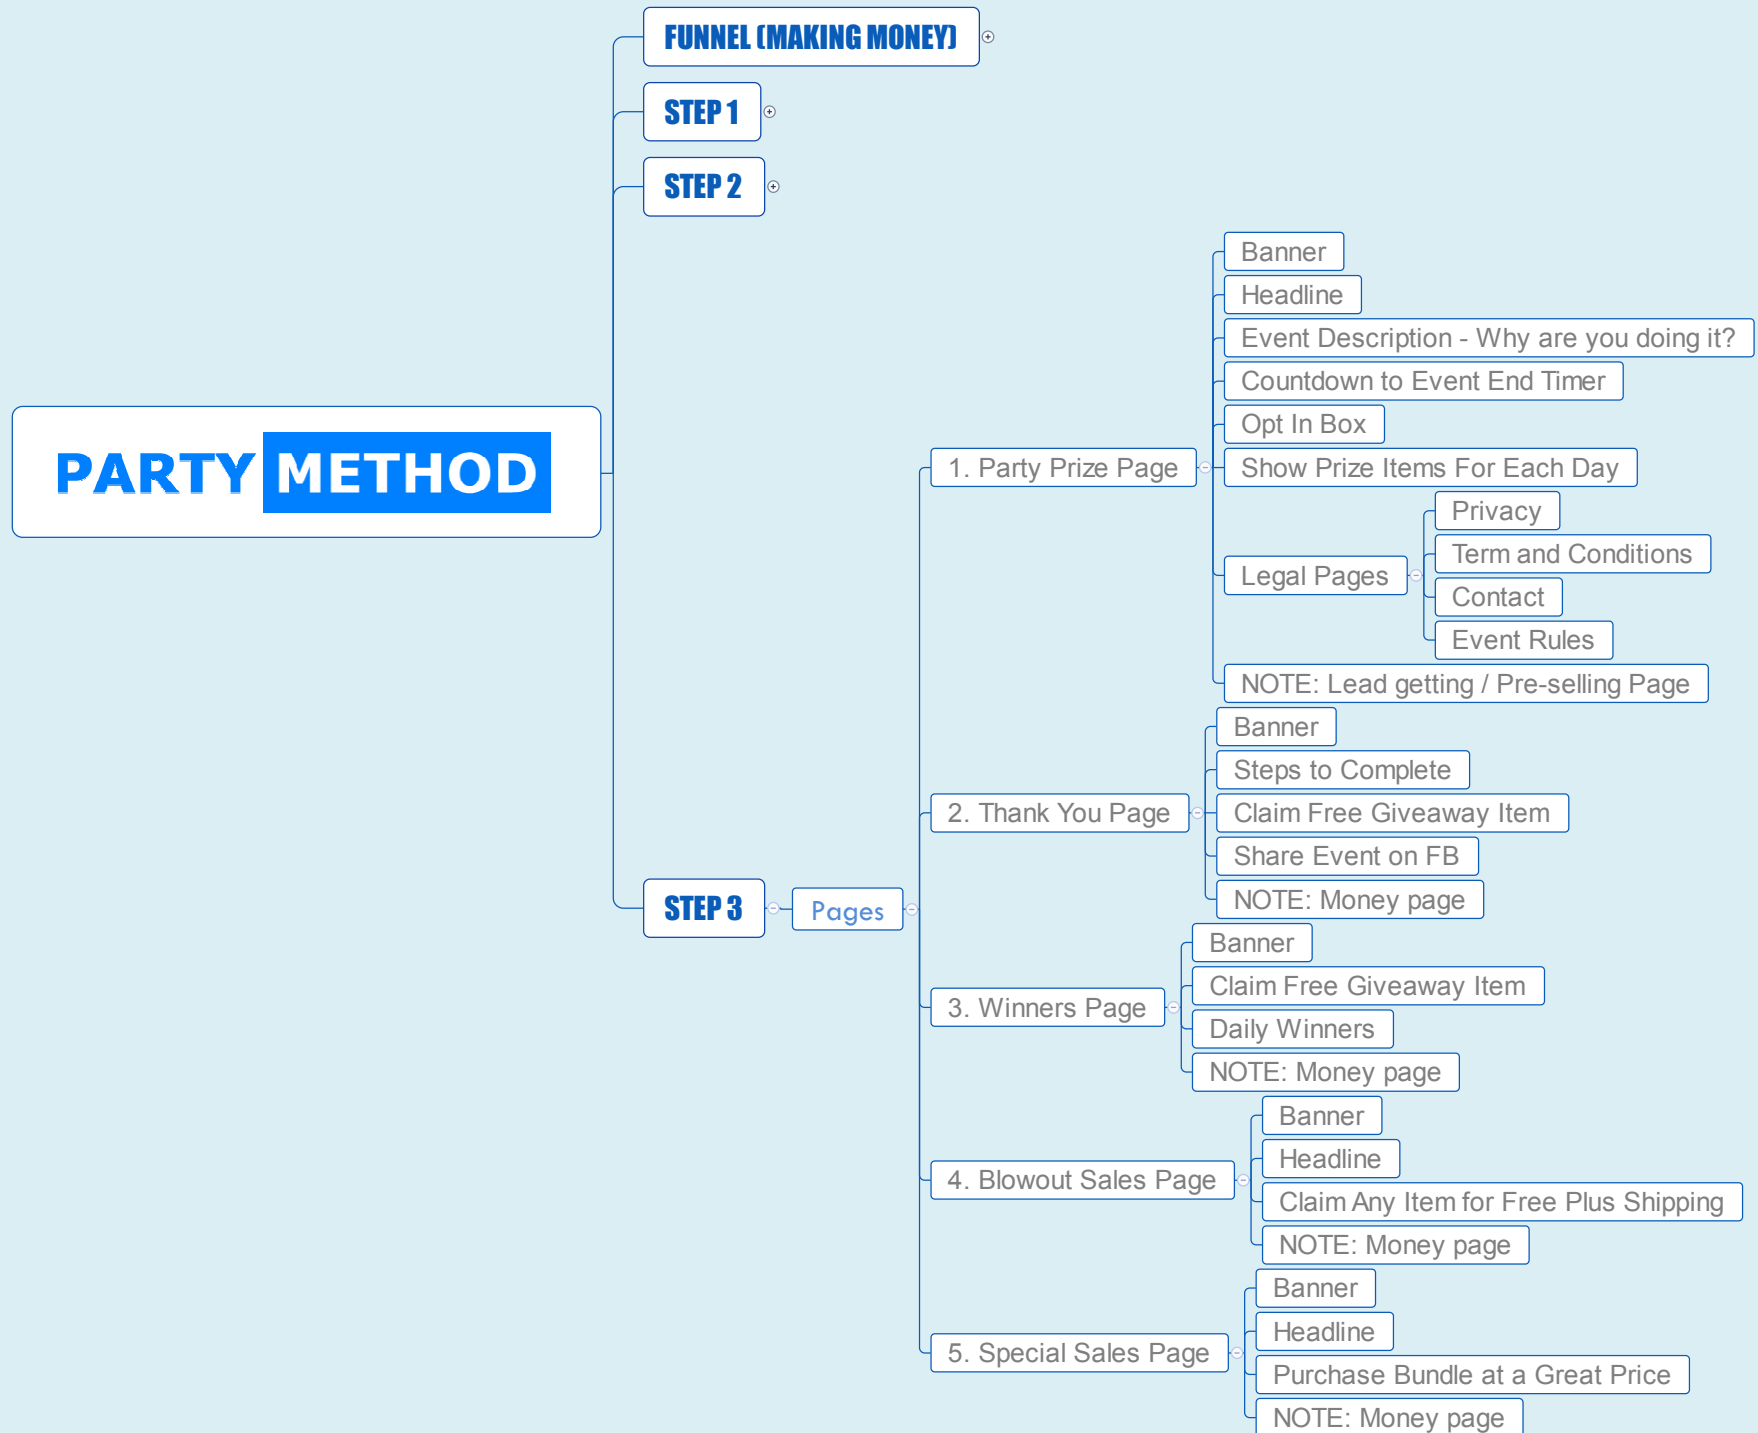 FUNNEL (MAKING MONEY)
STEP 1
STEP 2
PARTY METHOD
STEP 3
Pages
1. Party Prize Page
Banner
Headline
Event Description - Why are you doing it?
Countdown to Event End Timer
Opt In Box
Show Prize Items For Each Day
Legal Pages
Privacy
Term and Conditions
Contact
Event Rules
NOTE: Lead getting / Pre-selling Page
2. Thank You Page
Banner
Steps to Complete
Claim Free Giveaway Item
Share Event on FB
NOTE: Money page
3. Winners Page
Banner
Claim Free Giveaway Item
Daily Winners
NOTE: Money page
4. Blowout Sales Page
Banner
Headline
Claim Any Item for Free Plus Shipping
NOTE: Money page
5. Special Sales Page
Banner
Headline
Purchase Bundle at a Great Price
NOTE: Money page